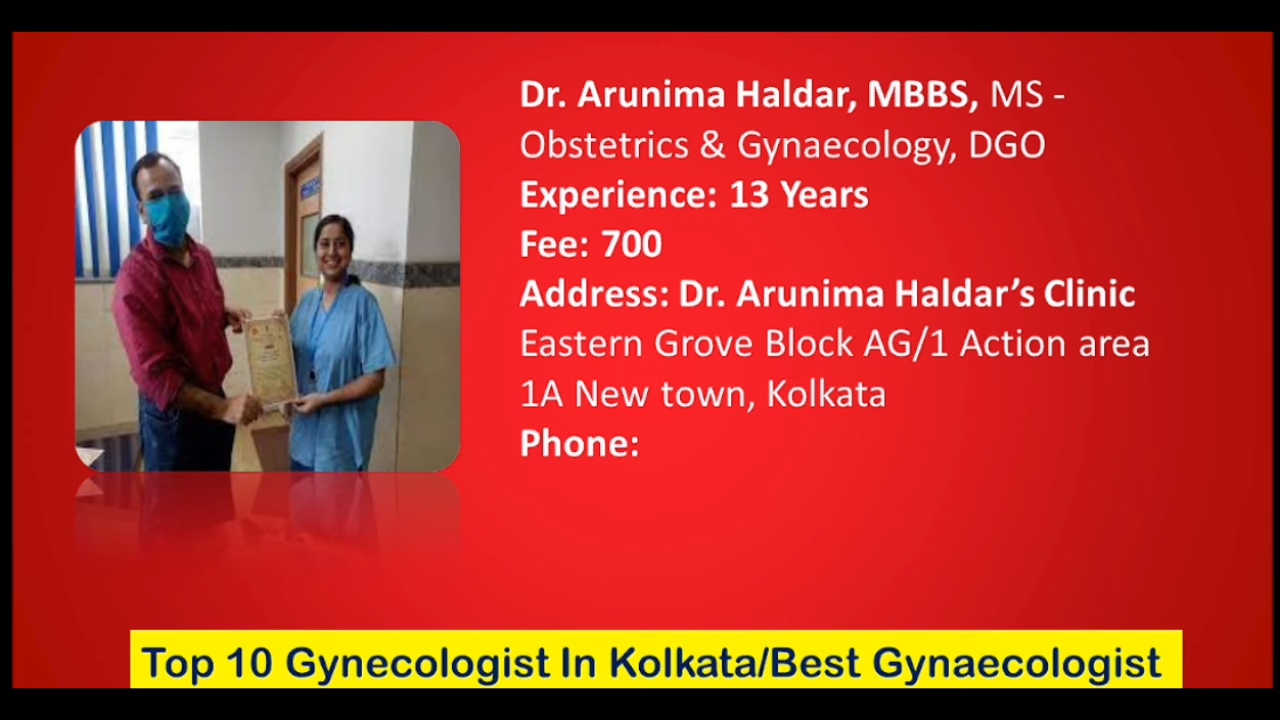 Dr. Arunima Haldar, MBBS, MS -
Obstetrics & Gynaecology, DGO
Experience: 13 Years
Fee: 700
Address: Dr. Arunima Haldar’s Clinic
Eastern Grove Block AG/1 Action area
1A New town, Kolkata
Phone:
Top 10 Gynecologist In Kolkata/Best Gynaecologist